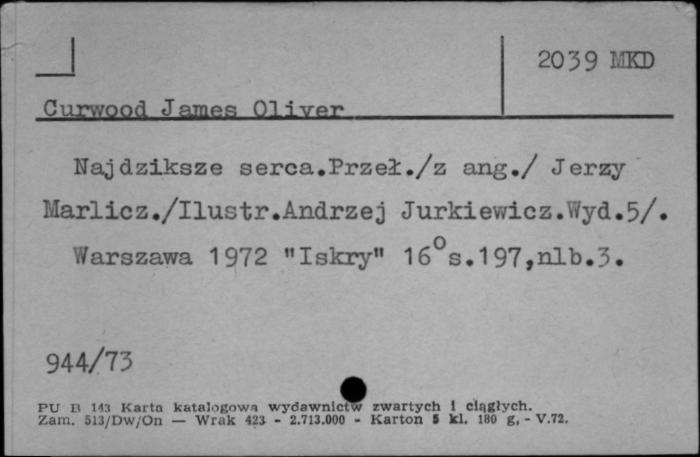 2039 MKD
Curwood James Oliver
Najdziksze serca.Przeł./z ang./ Jerzy
Marlicz./Ilustr.Andrzej Jurkiewicz.Wyd.5/.
Warszawa 1972 "Iskry" 16°s.197,nlb.3.
944/73
PU B 143 Karta katalogowa wydawnictw zwartych i ciągłych.
Zam. 513/Dw/On — Wrak 423 - 2.713.000 - Karton 5 kl. 180 g, - V.72.